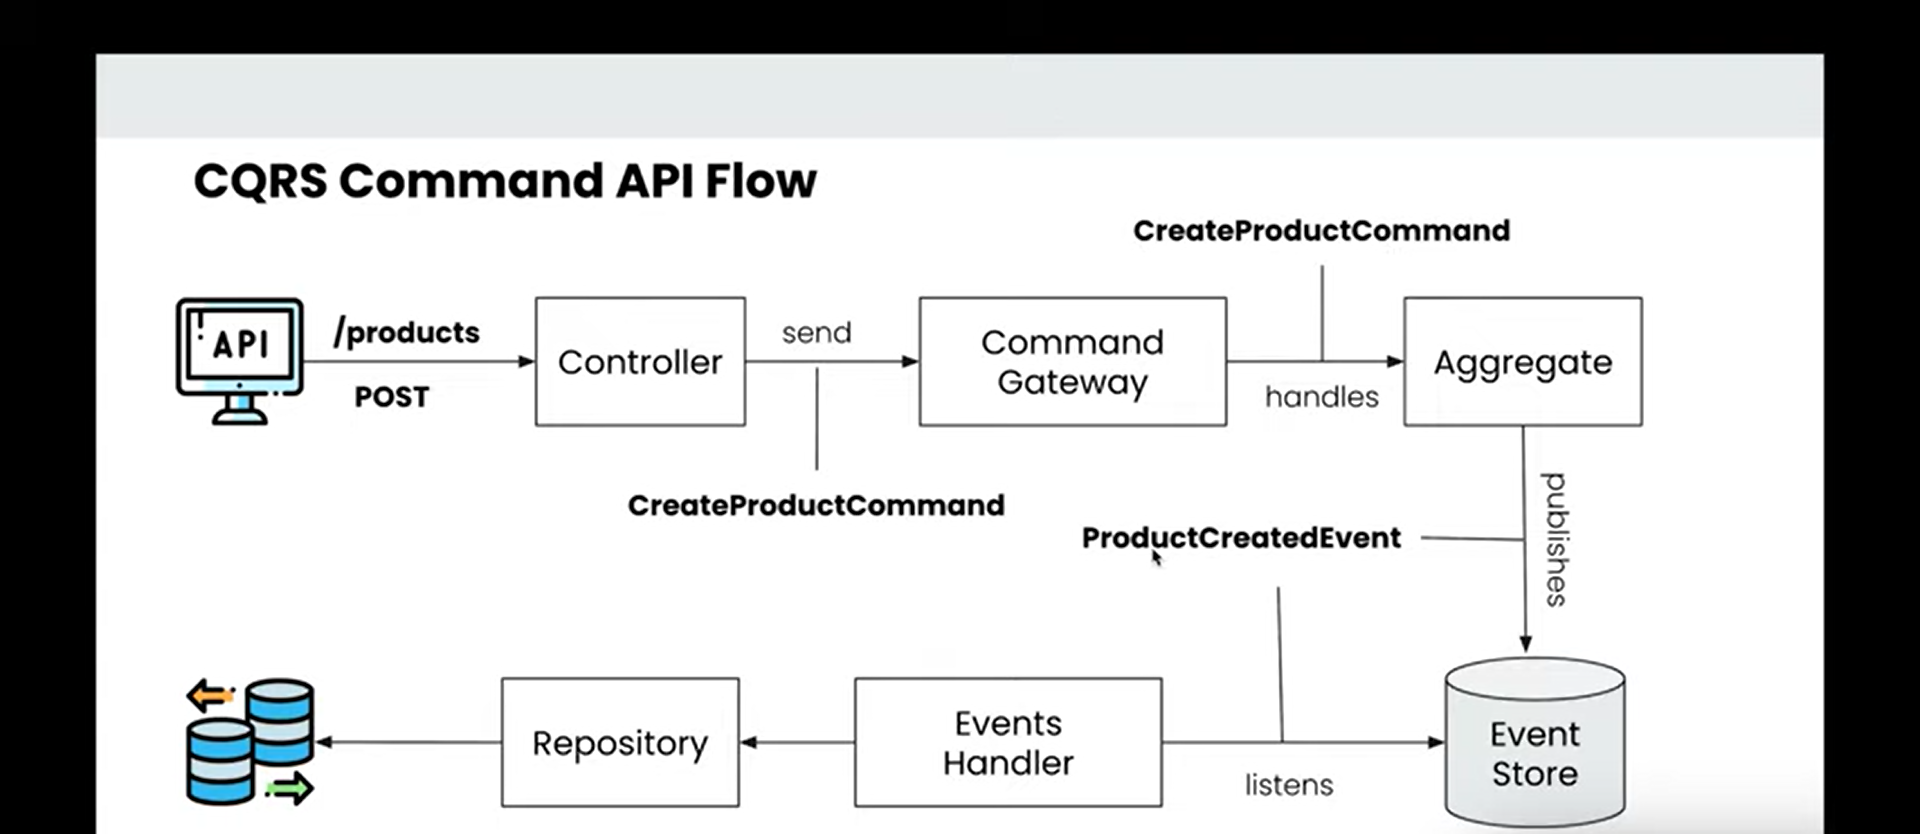 CQRS Command API Flow
CreateProductCommand
API
/products
POST
Controller
send
Command
Gateway
handles
Aggregate
CreateProductCommand
ProductCreatedEvent
publishes
Repository
Events
Handler
listens
Event
Store